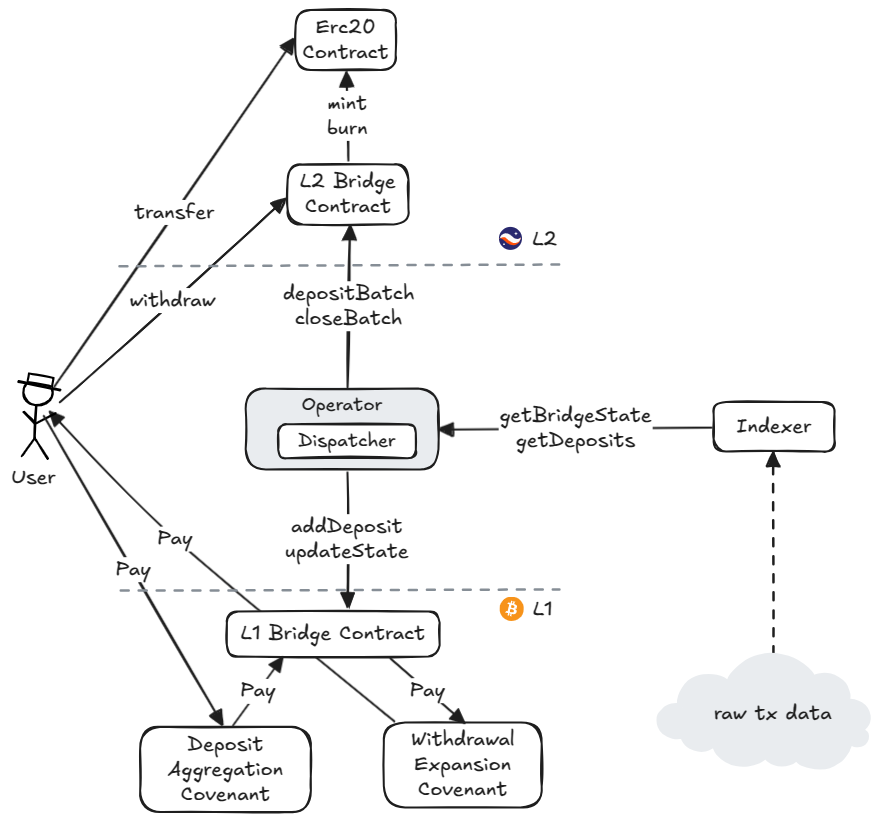 Erc20
Contract
mint
burn
L2 Bridge
Contract
transfer
L2
withdraw
depositBatch
closeBatch
Operator
Dispatcher
getBridgeState
getDeposits
Indexer
User
addDeposit
updateState
Pay
Pay
L1
L1 Bridge Contract
Pay
Pay
raw tx data
Deposit
Aggregation
Covenant
Withdrawal
Expansion
Covenant